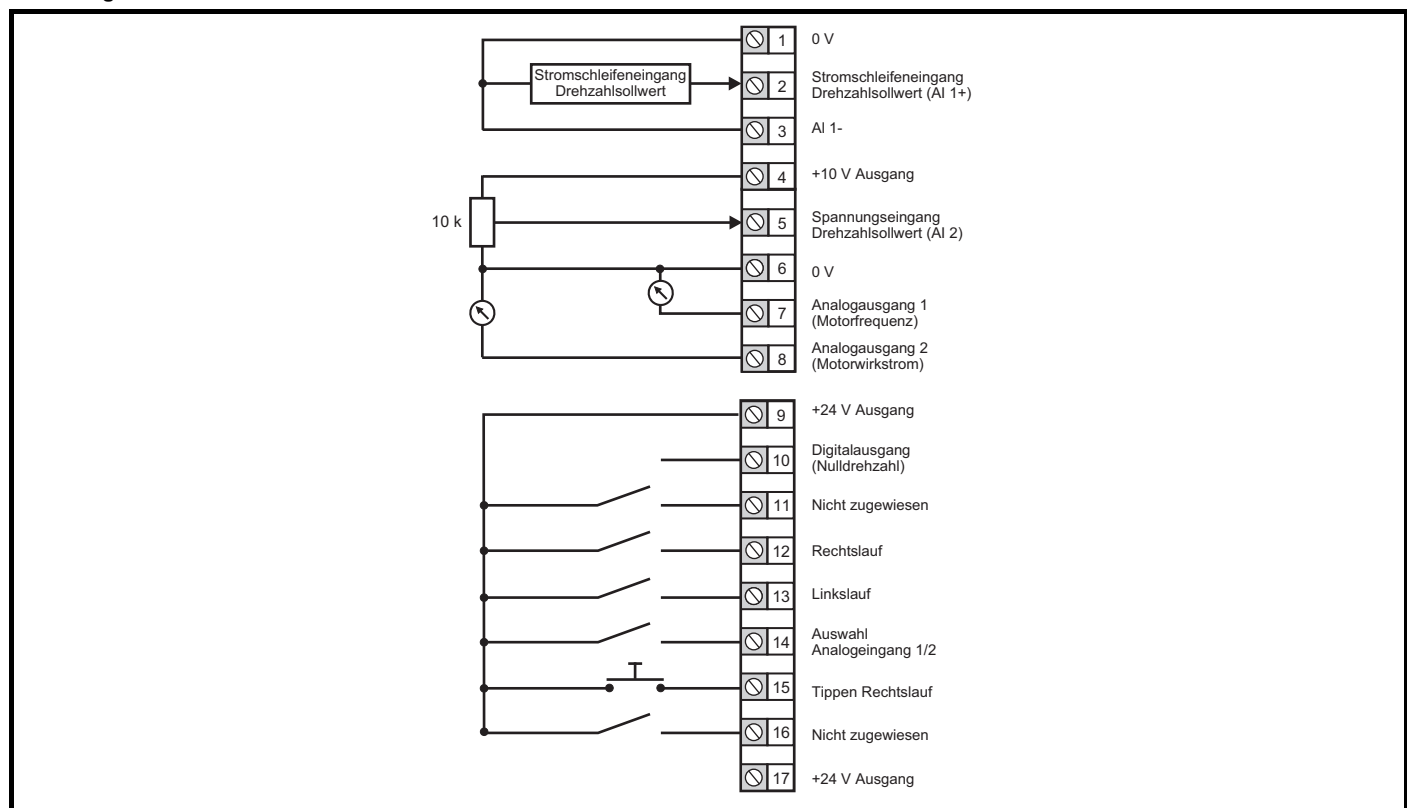 1 0 V
Stromschleifeneingang
Drehzahlsollwert
2 Stromschleifeneingang
Drehzahlsollwert (AI 1+)
3 AI 1-
4 +10 V Ausgang
10 k
5 Spannungseingang
Drehzahlsollwert (AI 2)
6 0 V
7 Analogausgang 1
(Motorfrequenz)
8 Analogausgang 2
(Motorwirkstrom)
9 +24 V Ausgang
10 Digitalausgang
(Nulldrehzahl)
11 Nicht zugewiesen
12 Rechtslauf
13 Linkslauf
14 Auswahl
Analogeingang 1/2
15 Tippen Rechtslauf
16 Nicht zugewiesen
17 +24 V Ausgang